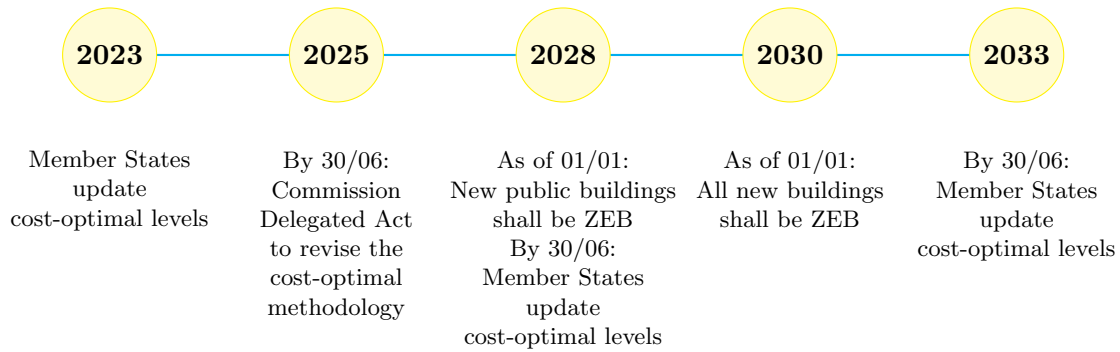 2023
2025
2028
2030
2033
Member States
update
cost-optimal levels
By 30/06:
Commission
Delegated Act
to revise the
cost-optimal
methodology
As of 01/01:
New public buildings
shall be ZEB
By 30/06:
Member States
update
cost-optimal levels
As of 01/01:
All new buildings
shall be ZEB
By 30/06:
Member States
update
cost-optimal levels